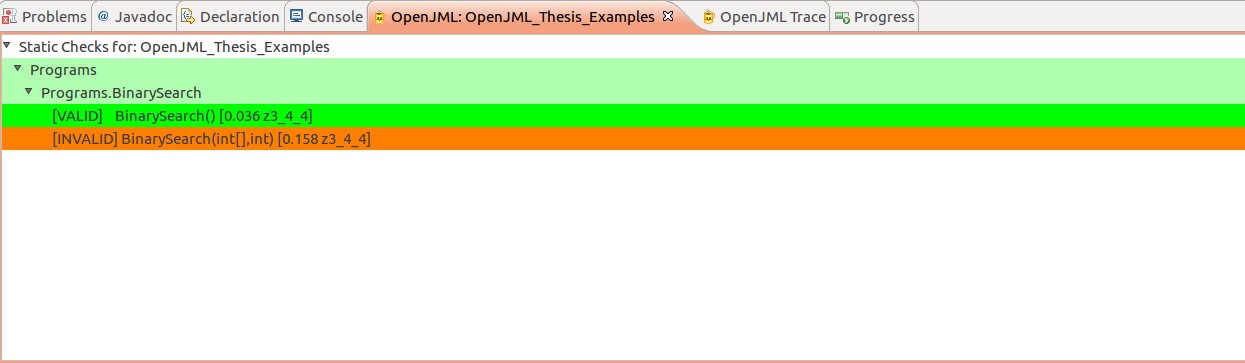 Problems @ Javadoc Declaration Console OpenJML: OpenJML_Thesis_Examples OpenJML Trace Progress
Static Checks for: OpenJML_Thesis_Examples
Programs
Programs.BinarySearch
[VALID] BinarySearch() [0.036 z3_4_4]
[INVALID] BinarySearch(int[],int) [0.158 z3_4_4]